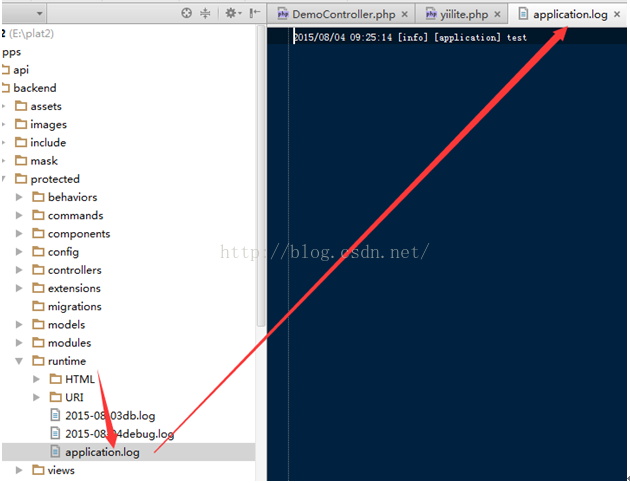 DemoController.php
yiilite.php
application.log
2 (E:\plat2)
pps
api
backend
assets
images
include
mask
protected
behaviors
commands
components
config
controllers
extensions
migrations
models
modules
runtime
HTML
URI
2015-08-03db.log
2015-08-04debug.log
application.log
views
2015/08/04 09:25:14 [info] [application] test
http://blog.csdn.net/